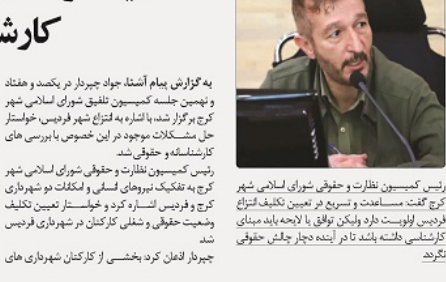 کارش
به گزارش پیام آشنا، جواد چپردار در یکصد و هفتاد
و نهمین جلسه کمیسیون تلفیق شورای اسلامی شهر
کرج برگزار شد، با اشاره به انتزاع شهر فردیس، خواستار
حل مشکلات موجود در این خصوص با بررسی های
کارشناسانه و حقوقی شد.
رئیس کمیسیون نظارت و حقوقی شورای اسلامی شهر
کرج به تفکیک نیروهای انسانی و امکانات دو شهرداری
کرج و فردیس اشاره کرد و خواستار تعیین تکلیف
وضعیت حقوقی و شغلی کارکنان در شهرداری فردیس
شد.
چپردار اذعان کرد: بخشی از کارکنان شهرداری های
رئیس کمیسیون نظارت و حقوقی شورای اسلامی شهر
کرج گفت: مساعدت و تسریع در تعیین تکلیف انتزاع
فردیس اولویت دارد ولیکن توافق یا لایحه باید مبنای
کارشناسی داشته باشد تا در آینده دچار چالش حقوقی
نگردد.